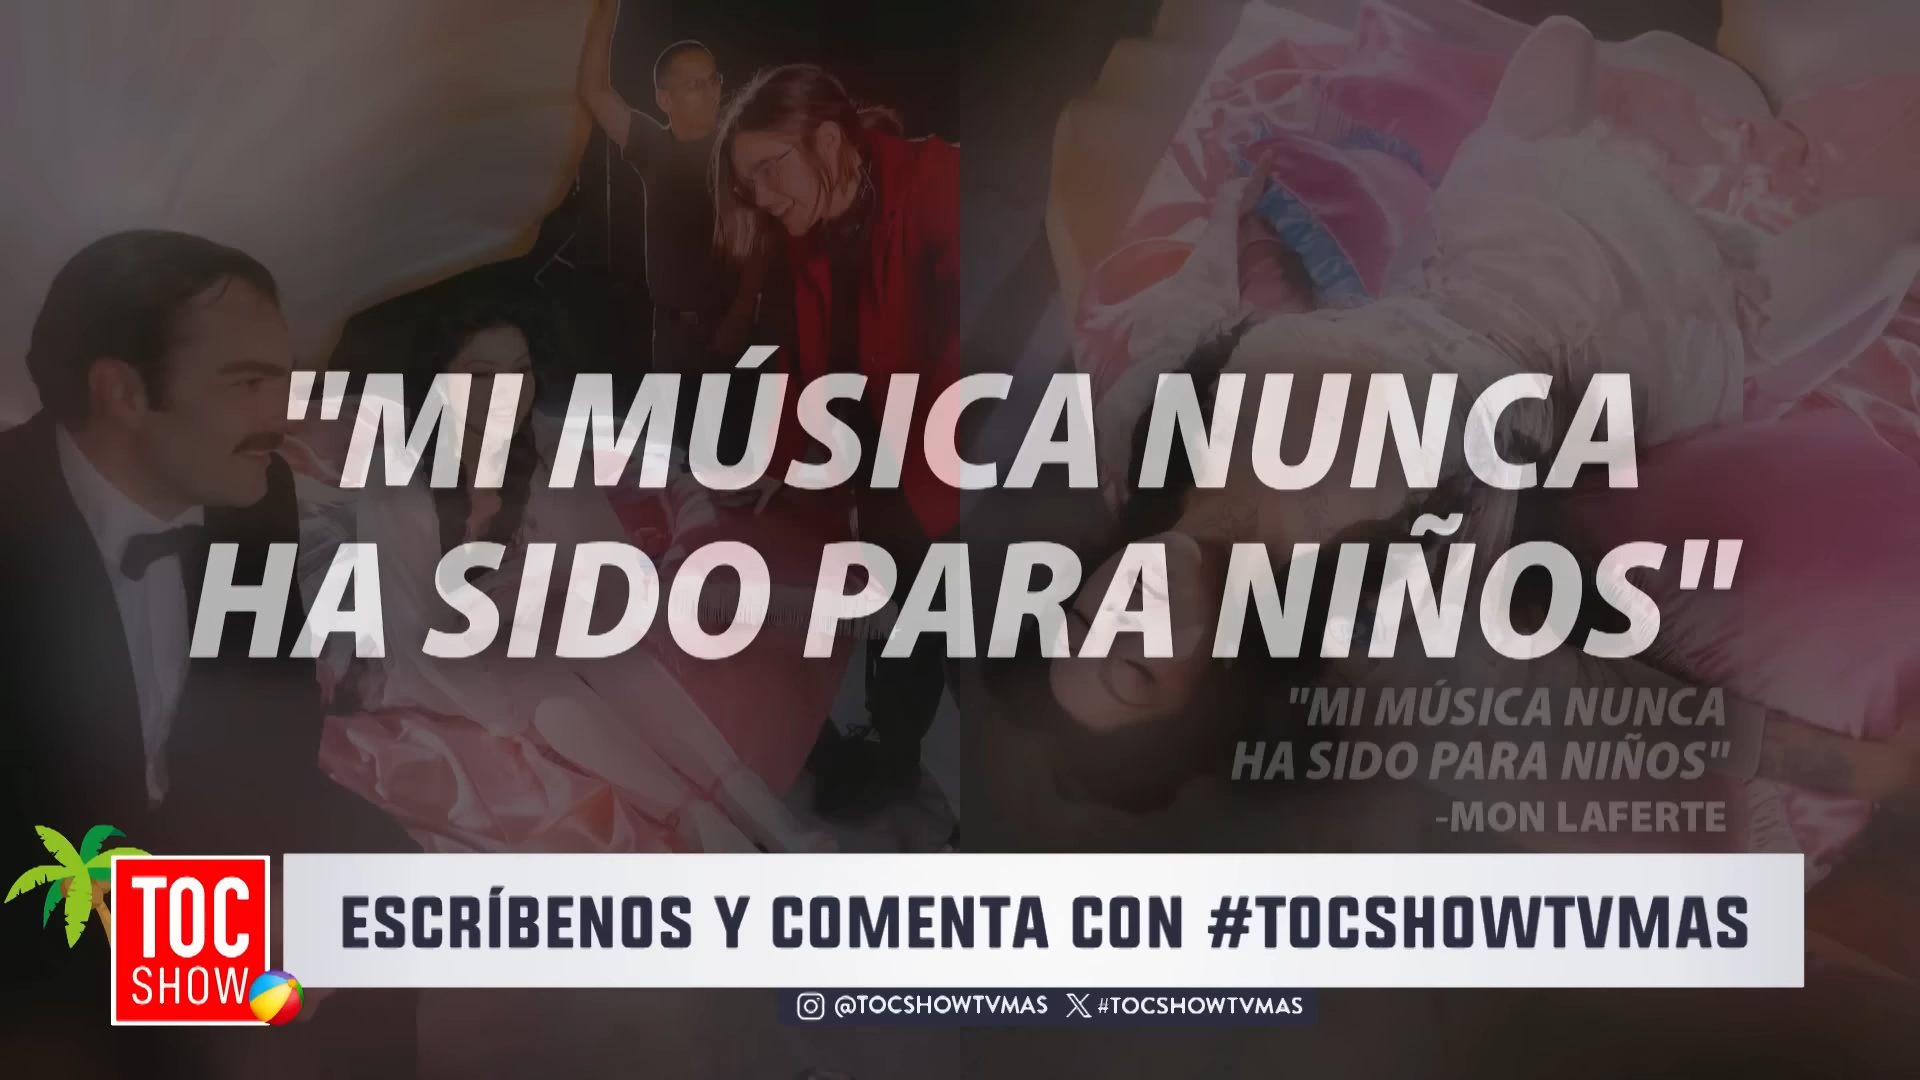 "MI MÚSICA NUNCA
HA SIDO PARA NIÑOS"
"MI MÚSICA NUNCA
HA SIDO PARA NIÑOS"
-MON LAFERTE
TOC
SHOW
ESCRÍBENOS Y COMENTA CON #TOCSHOWTVMAS
@TOCSHOWTVMAS #TOCSHOWTVMAS